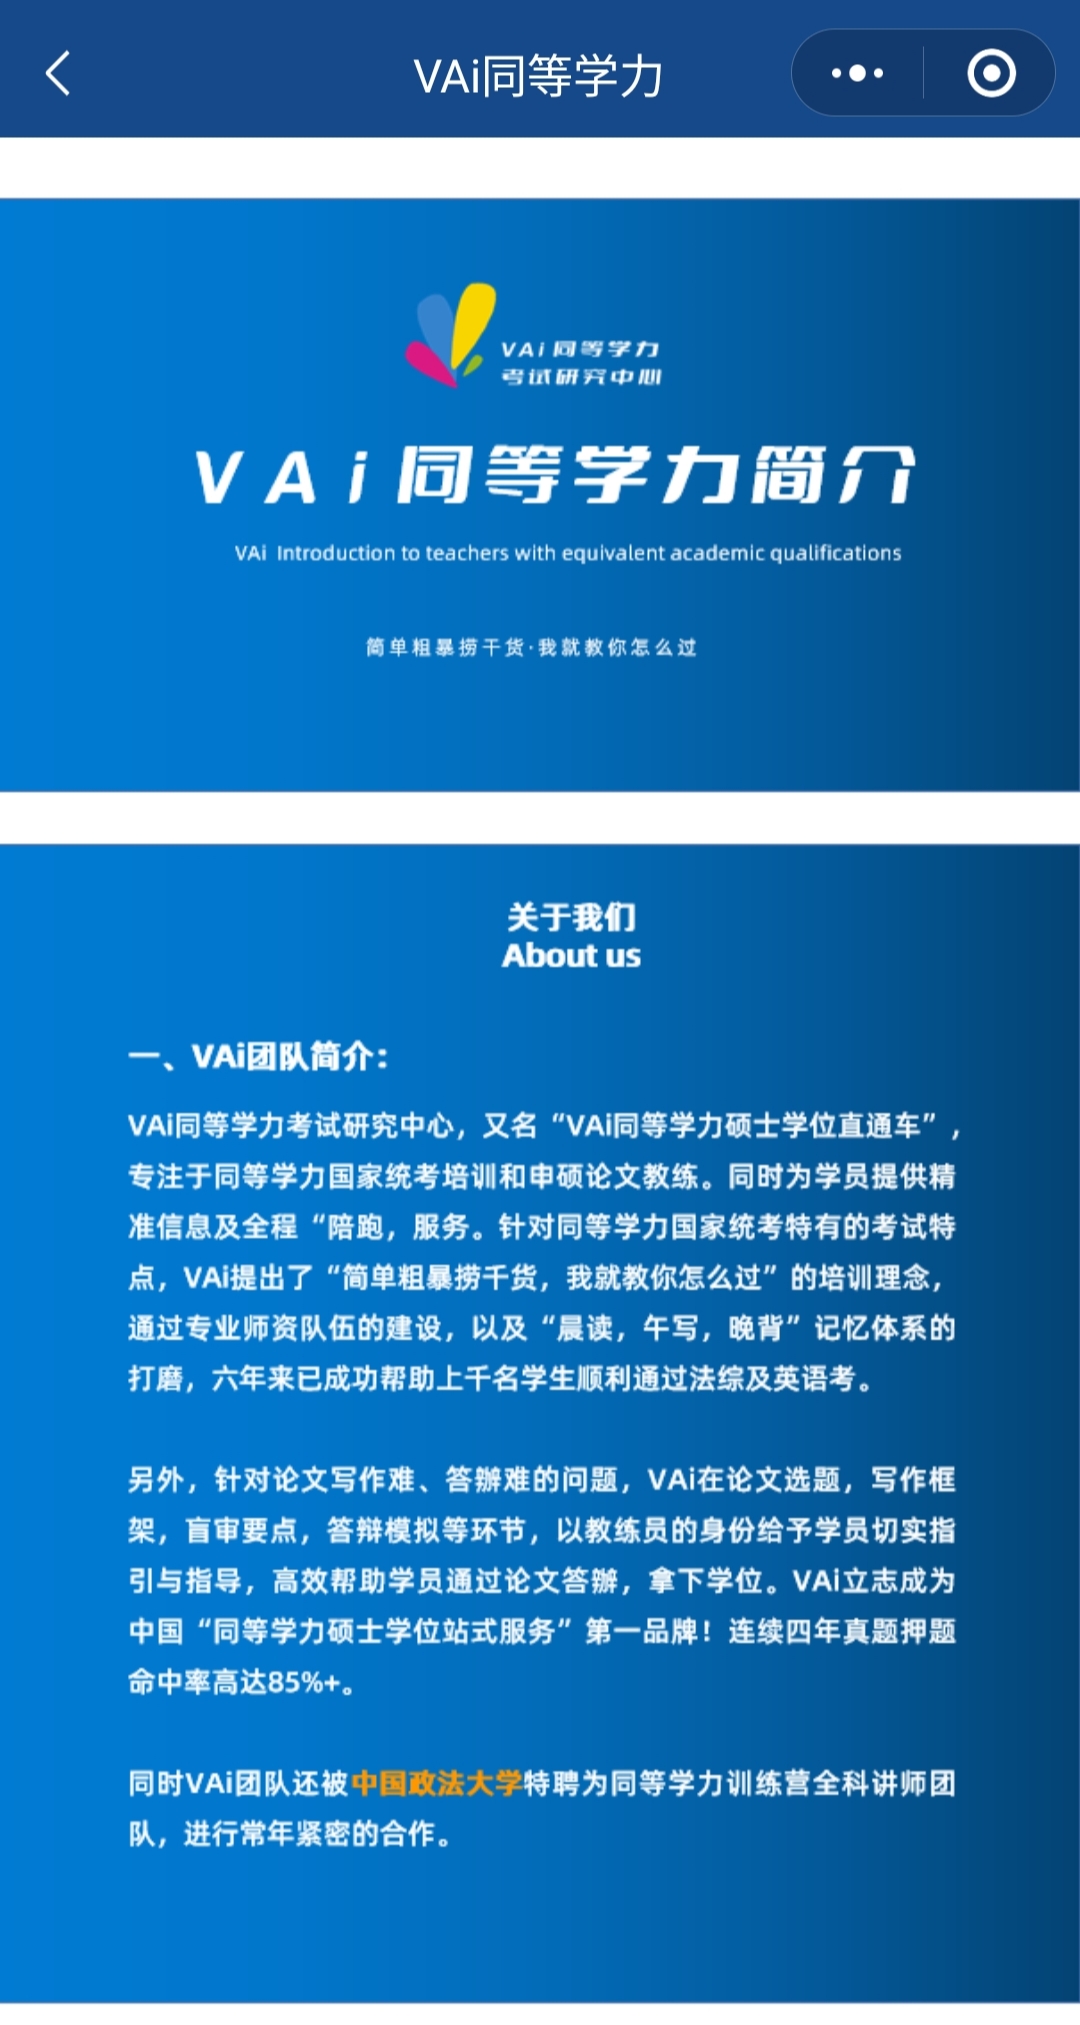 VAi同等学力
VAi同等学力
考试研究中心
VAi同等学力简介
VAi Introduction to teachers with equivalent academic qualifications
简单粗暴捞干货·我就教你怎么过
关于我们
About us
一、VAi团队简介：
VAi同等学力考试研究中心，又名“VAi同等学力硕士学位直通车”，
专注于同等学力国家统考培训和申硕论文教练。同时为学员提供精
准信息及全程“陪跑，服务。针对同等学力国家统考特有的考试特
点，VAi提出了“简单粗暴捞干货，我就教你怎么过”的培训理念，
通过专业师资队伍的建设，以及“晨读，午写，晚背”记忆体系的
打磨，六年来已成功帮助上千名学生顺利通过法综及英语考。
另外，针对论文写作难、答辦难的问题，VAi在论文选题，写作框
架，盲审要点，答辩模拟等环节，以教练员的身份给予学员切实指
引与指导，高效帮助学员通过论文答辦，拿下学位。VAi立志成为
中国“同等学力硕士学位站式服务”第一品牌！连续四年真题押题
命中率高达85%+。
同时VAi团队还被中国政法大学特聘为同等学力训练营全科讲师团
队，进行常年紧密的合作。